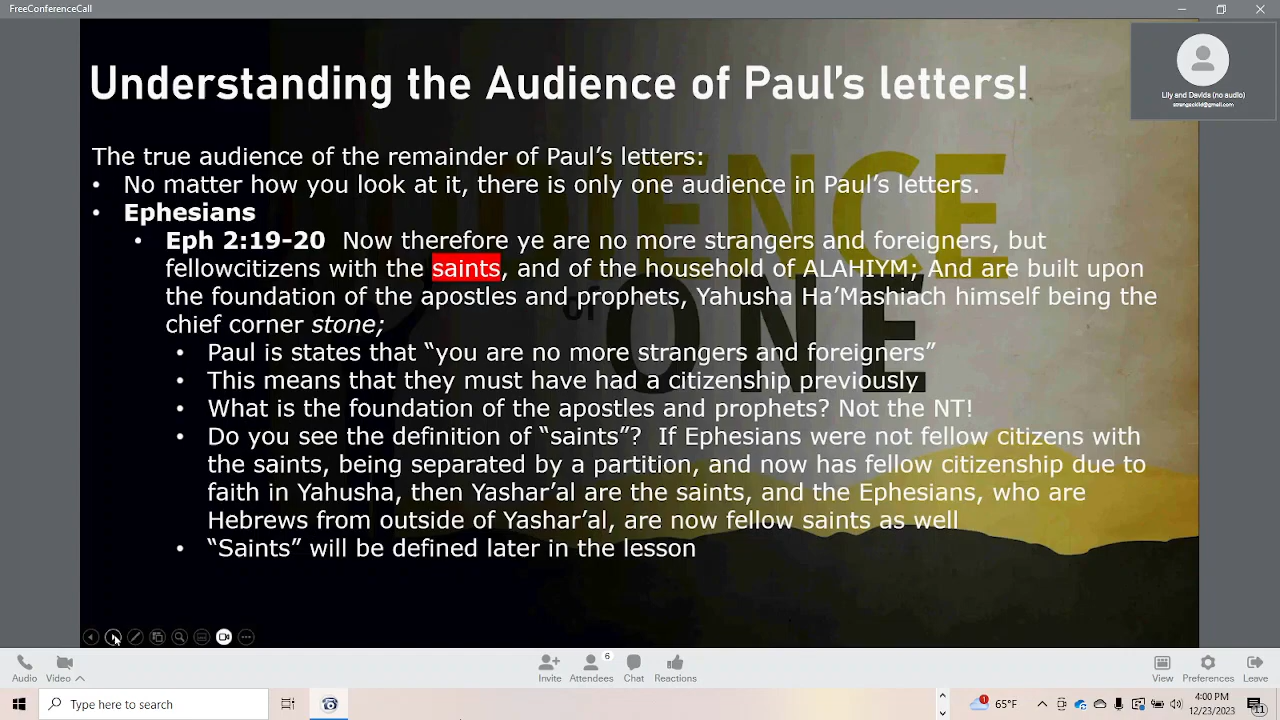 FreeConferenceCall
Understanding the Audience of Paul's letters!
Lily and Davids (no audio)
The true audience of the remainder of Paul's letters:
• No matter how you look at it, there is only one audience in Paul's letters.
• Ephesians
• Eph 2:19-20 Now therefore ye are no more strangers and foreigners, but
fellowcitizens with the saints, and of the household of ALAHIYM; And are built upon
the foundation of the apostles and prophets, Yahusha Ha'Mashiach himself being the
chief corner stone;
• Paul is states that “you are no more strangers and foreigners”
• This means that they must have had a citizenship previously
• What is the foundation of the apostles and prophets? Not the NT!
• Do you see the definition of “saints”? If Ephesians were not fellow citizens with
the saints, being separated by a partition, and now has fellow citizenship due to
faith in Yahusha, then Yashar'al are the saints, and the Ephesians, who are
Hebrews from outside of Yashar'al, are now fellow saints as well
• “Saints” will be defined later in the lesson
of
ONE
Audio
Video
Invite
6
Attendees
Chat
Reactions
View
Preferences
Leave
Type here to search
1
65°F
4:00 PM
12/23/2023
11